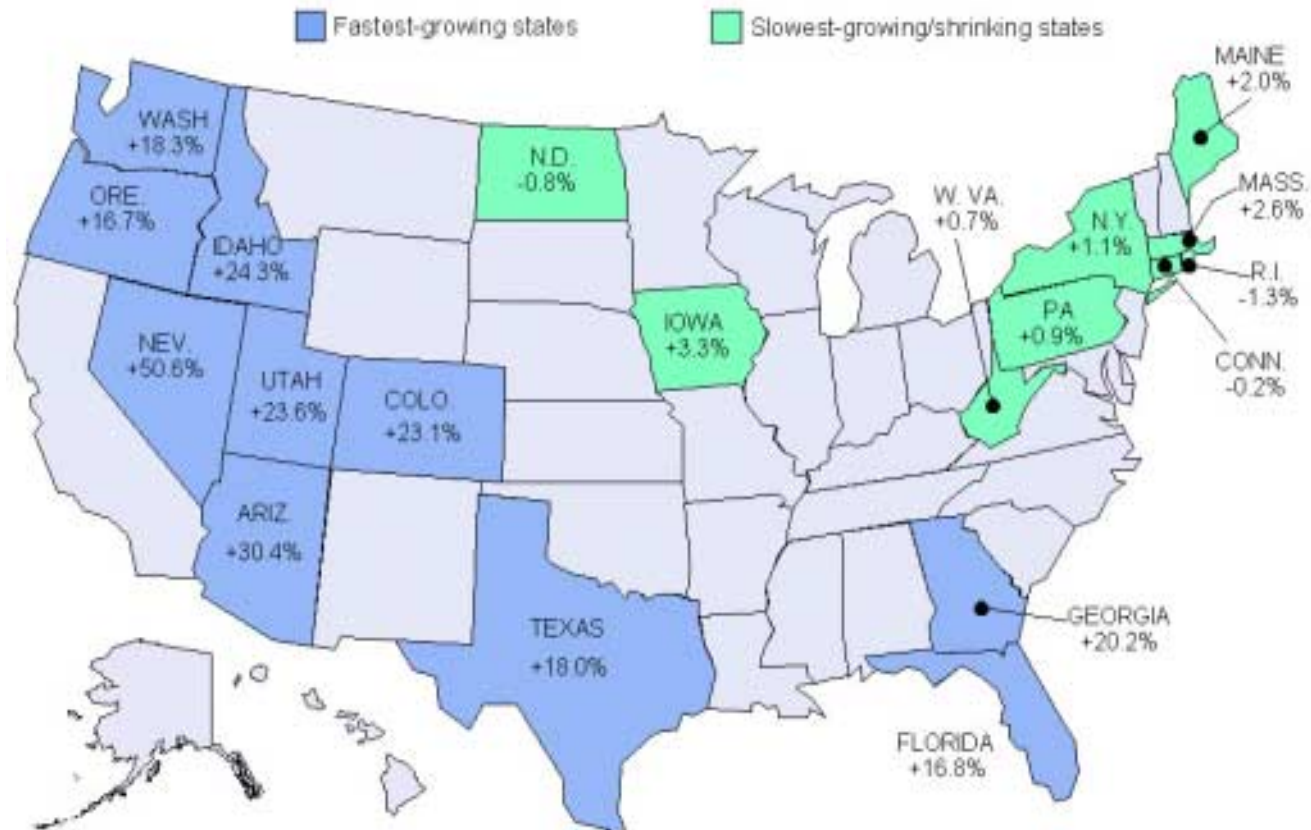 Fastest-growing states
Slowest-growing/shrinking states
MAINE
+2.0%
WASH
+18.3%
N.D.
-0.8%
ORE.
+16.7%
W. VA.
+0.7%
MASS.
+2.6%
N.Y.
+1.1%
IDAHO
+24.3%
R.I.
-1.3%
IOWA
+3.3%
PA
+0.9%
NEV.
+50.6%
CONN.
-0.2%
UTAH
+23.6%
COLO.
+23.1%
ARIZ.
+30.4%
GEORGIA
+20.2%
TEXAS
+18.0%
FLORIDA
+16.8%